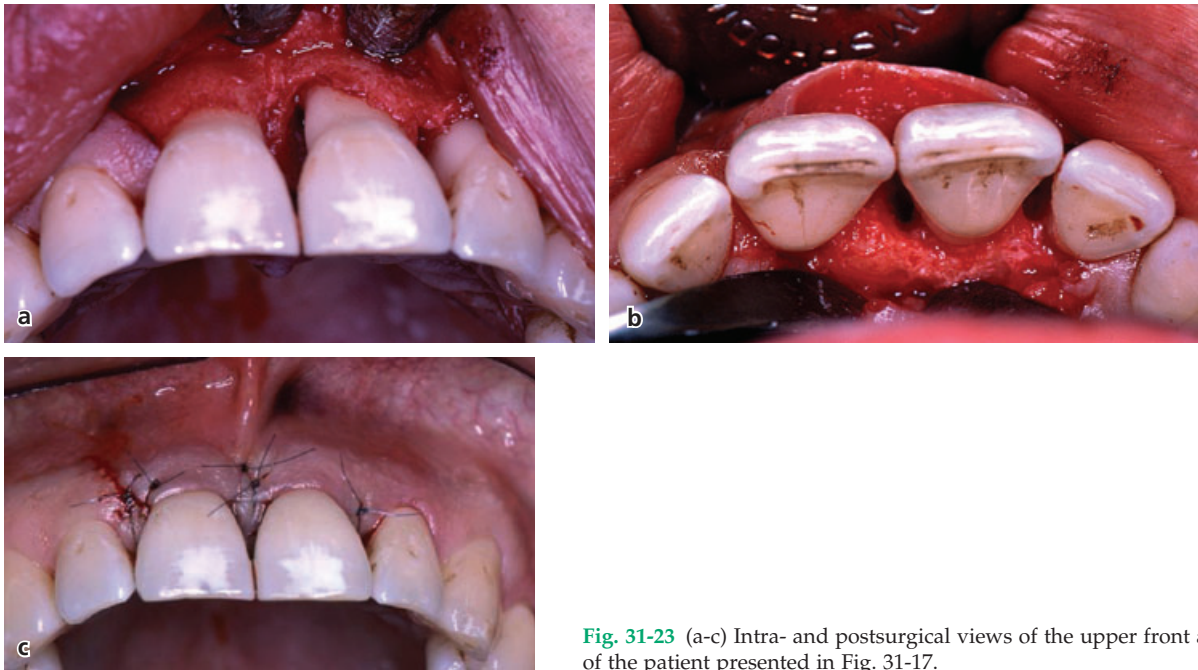 a
b
c
Fig. 31-23 (a-c) Intra- and postsurgical views of the upper front
of the patient presented in Fig. 31-17.